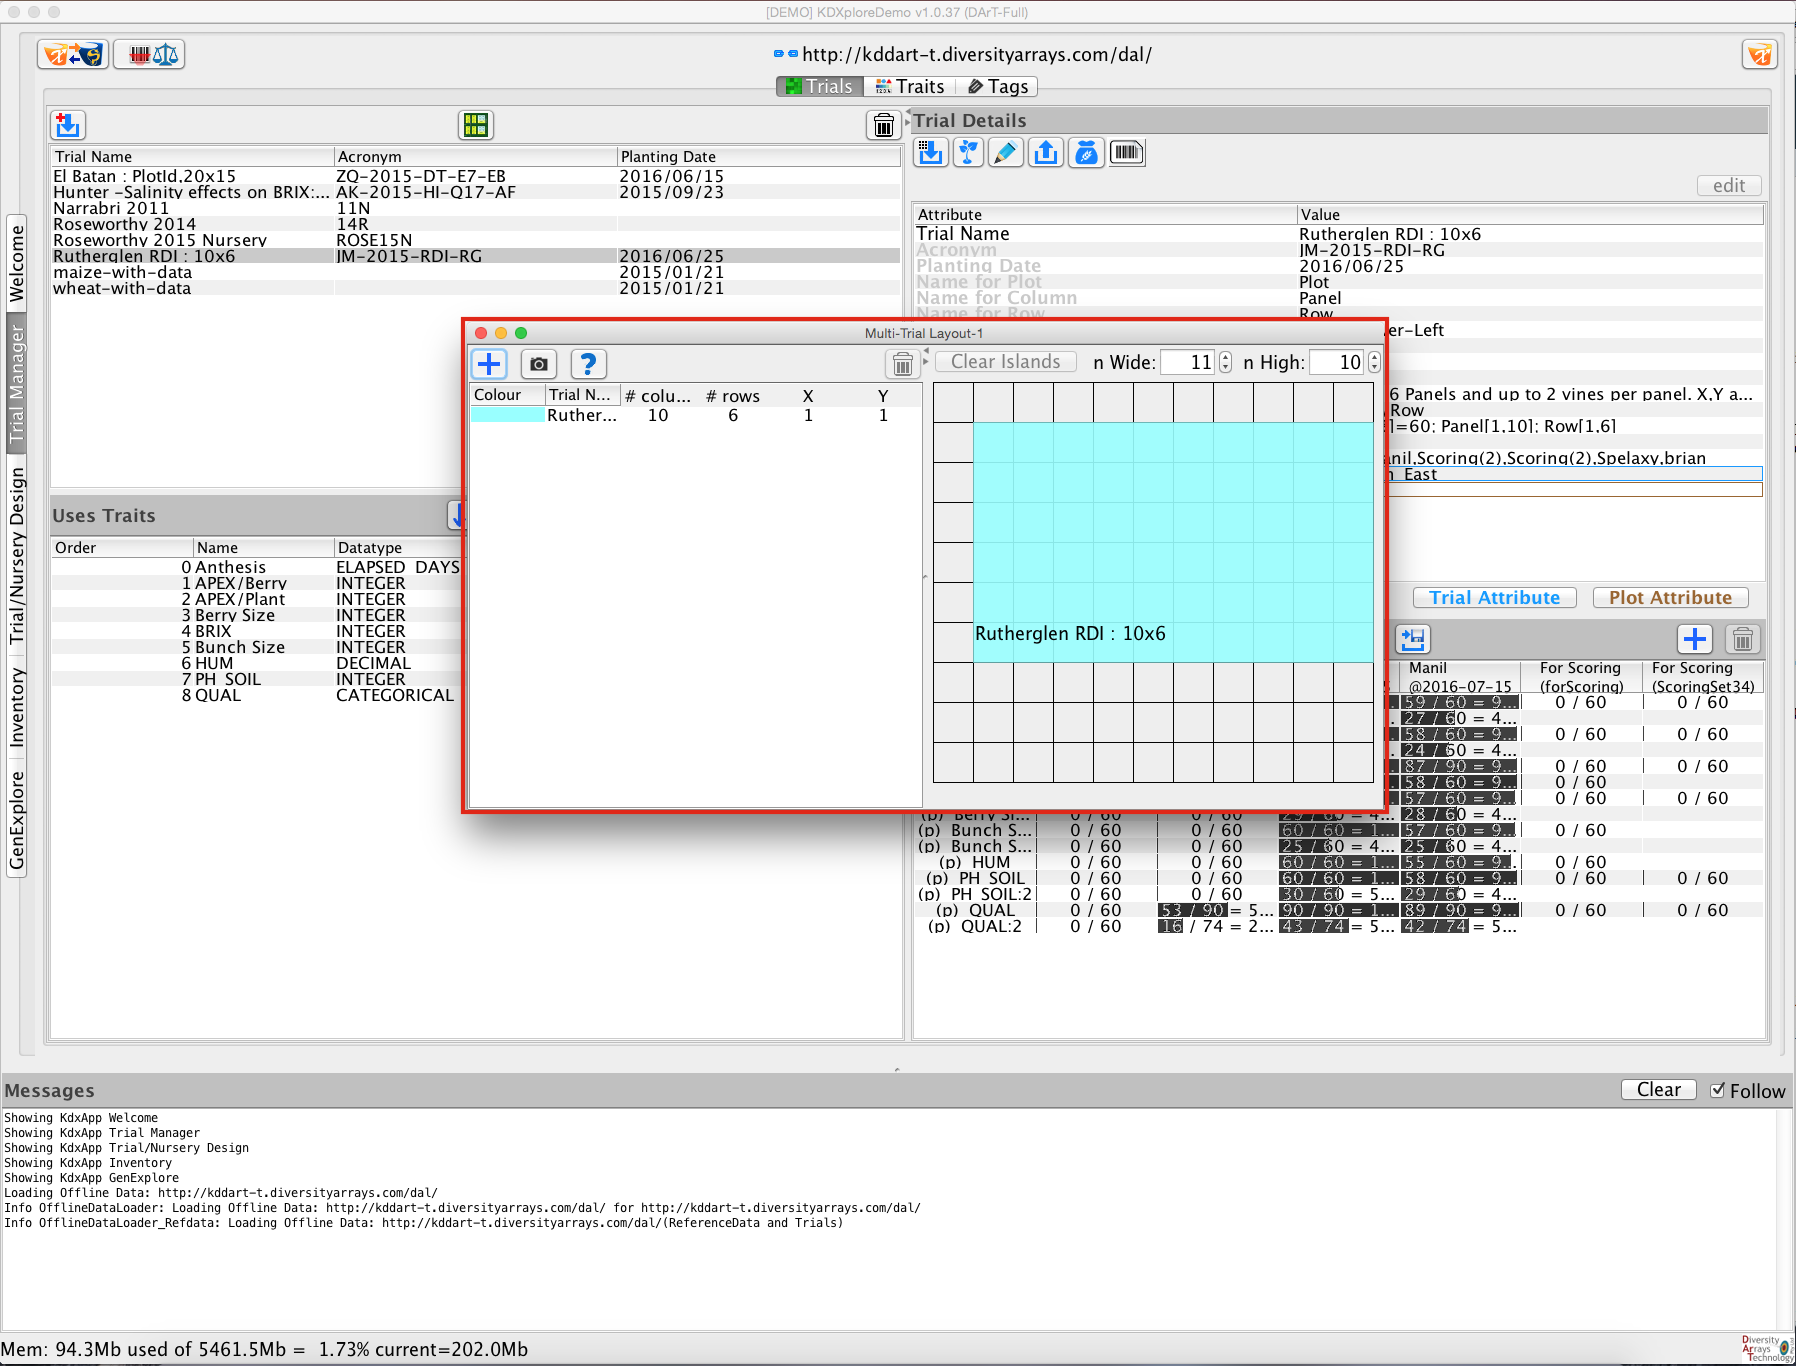 [DEMO] KDXploreDemo v1.0.37 (DArT-Full)
http://kddart-t.diversityarrays.com/dal/
Trials Traits Tags
Welcome
Trial Manager
Trial/Nursery Design
Inventory
GenExplore
Trial Name Acronym Planting Date
El Batan : PlotId,20x15 ZQ-2015-DT-E7-EB 2016/06/15
Hunter -Salinity effects on BRIX:... AK-2015-HI-Q17-AF 2015/09/23
Narrabri 2011 11N
Roseworthy 2014 14R
Roseworthy 2015 Nursery ROSE15N
Rutherglen RDI : 10x6 JM-2015-RDI-RG 2016/06/25
maize-with-data 2015/01/21
wheat-with-data 2015/01/21
Uses Traits
Order Name Datatype
0 Anthesis ELAPSED_DAYS
1 APEX/Berry INTEGER
2 APEX/Plant INTEGER
3 Berry Size INTEGER
4 BRIX INTEGER
5 Bunch Size INTEGER
6 HUM DECIMAL
7 PH SOIL INTEGER
8 QUAL CATEGORICAL
Trial Details
edit
Attribute Value
Trial Name Rutherglen RDI : 10x6
Acronym JM-2015-RDI-RG
Planting Date 2016/06/25
Name for Plot Plot
Name for Column Panel
Name for Row Row
er-Left
6 Panels and up to 2 vines per panel. X,Y a...
Row
]=60; Panel[1,10]; Row[1,6]
nil,Scoring(2),Scoring(2),Spelaxy,brian
East
Trial Attribute Plot Attribute
Multi-Trial Layout-1
Clear Islands n Wide: 11 n High: 10
Colour Trial N... # colu... # rows X Y
Ruther... 10 6 1 1
Rutherglen RDI : 10x6
Manil @2016-07-15 For Scoring (forScoring) For Scoring (ScoringSet34)
59 / 60 = 9... 0 / 60 0 / 60
27 / 60 = 4...
58 / 60 = 9... 0 / 60 0 / 60
24 / 60 = 4...
87 / 90 = 9... 0 / 60 0 / 60
58 / 60 = 9... 0 / 60 0 / 60
57 / 60 = 9... 0 / 60 0 / 60
(p) Berry Si... 0 / 60 0 / 60 29 / 60 = 4... 28 / 60 = 4...
(p) Bunch S... 0 / 60 0 / 60 60 / 60 = 1... 57 / 60 = 9... 0 / 60
(p) Bunch S... 0 / 60 0 / 60 25 / 60 = 4... 25 / 60 = 4...
(p) HUM 0 / 60 0 / 60 60 / 60 = 1... 55 / 60 = 9... 0 / 60
(p) PH SOIL 0 / 60 0 / 60 60 / 60 = 1... 58 / 60 = 9... 0 / 60 0 / 60
(p) PH SOIL:2 0 / 60 0 / 60 30 / 60 = 5... 29 / 60 = 4...
(p) QUAL 0 / 60 53 / 90 = 5... 90 / 90 = 1... 89 / 90 = 9... 0 / 60 0 / 60
(p) QUAL:2 0 / 60 16 / 74 = 2... 43 / 74 = 5... 42 / 74 = 5...
Messages
Clear Follow
Showing KdxApp Welcome
Showing KdxApp Trial Manager
Showing KdxApp Trial/Nursery Design
Showing KdxApp Inventory
Showing KdxApp GenExplore
Loading Offline Data: http://kddart-t.diversityarrays.com/dal/
Info OfflineDataLoader: Loading Offline Data: http://kddart-t.diversityarrays.com/dal/ for http://kddart-t.diversityarrays.com/dal/
Info OfflineDataLoader_Refdata: Loading Offline Data: http://kddart-t.diversityarrays.com/dal/(ReferenceData and Trials)
Mem: 94.3Mb used of 5461.5Mb = 1.73% current=202.0Mb
Diversity
Arrays
Technology